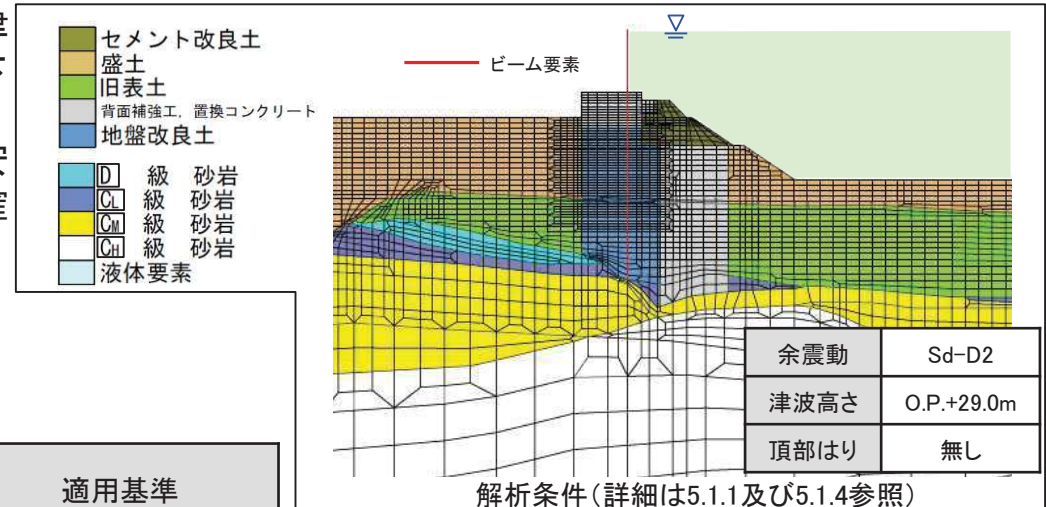 セメント改良土
盛土
旧表土
背面補強工，置換コンクリート
地盤改良土
D 級 砂岩
CL 級 砂岩
CM 級 砂岩
CH 級 砂岩
液体要素
ビーム要素
余震動 Sd-D2
津波高さ O.P.+29.0m
頂部はり 無し
解析条件（詳細は5.1.1及び5.1.4参照）
適用基準